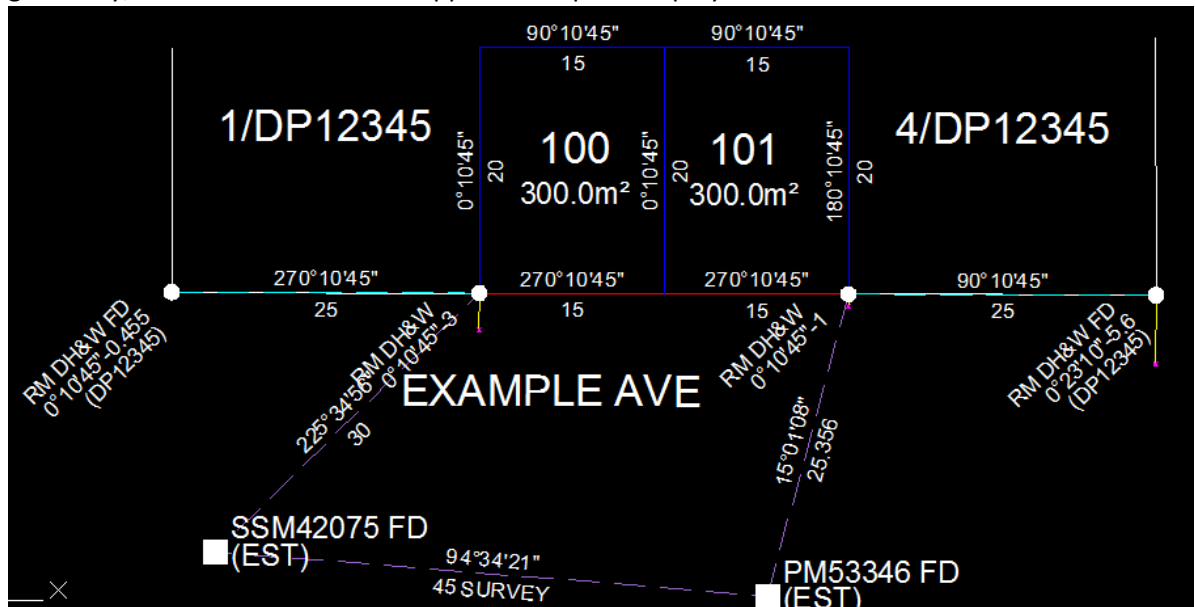 90°10'45"
90°10'45"
15
15
1/DP12345
4/DP12345
0°10'45"
20
100
300.0m²
0°10'45"
20
101
300.0m²
180°10'45"
20
270°10'45"
25
270°10'45"
15
270°10'45"
15
90°10'45"
25
RM DH&W FD
0°10'45"-0.455
(DP12345)
RM DH&W
0°10'45"-3
RM DH&W
0°10'45"-1
RM DH&W FD
0°23'10"-5.6
(DP12345)
EXAMPLE AVE
225°34'56"
30
15°01'08"
25.356
SSM42075 FD
(EST)
94°34'21"
45 SURVEY
PM53346 FD
(EST)